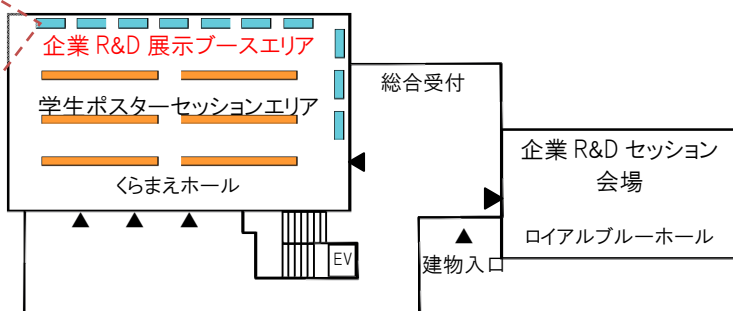 企業 R&D 展示ブースエリア
学生ポスターセッションエリア
くらまえホール
総合受付
企業 R&D セッション
会場
ロイアルブルーホール
建物入口
EV